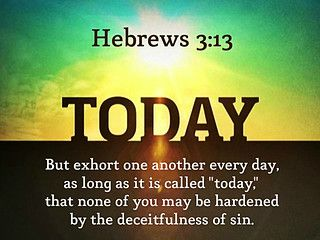 Hebrews 3:13
TODAY
But exhort one another every day,
as long as it is called "today,"
that none of you may be hardened
by the deceitfulness of sin.